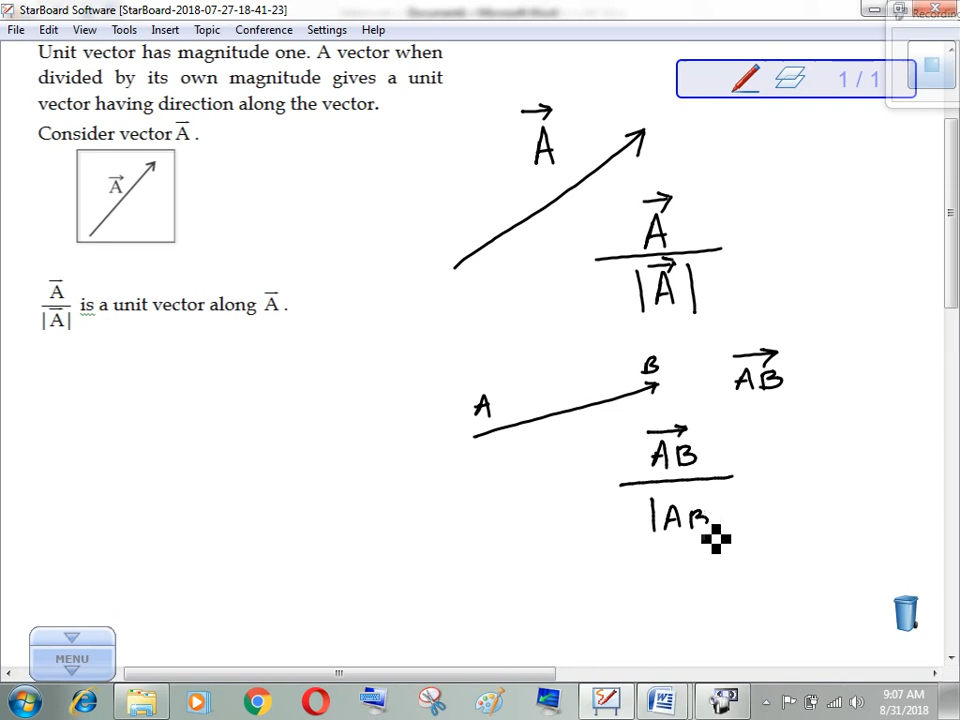 StarBoard Software [StarBoard-2018-07-27-18-41-23]
File Edit View Tools Insert Topic Conference Settings Help
Recording
1 / 1
Unit vector has magnitude one. A vector when
divided by its own magnitude gives a unit
vector having direction along the vector.
Consider vector A⃗ .
A⃗
A⃗
|A⃗| is a unit vector along A⃗ .
A⃗
A⃗
|A⃗|
A B
A⃗B⃗
A⃗B⃗
|AB
MENU
9:07 AM
8/31/2018